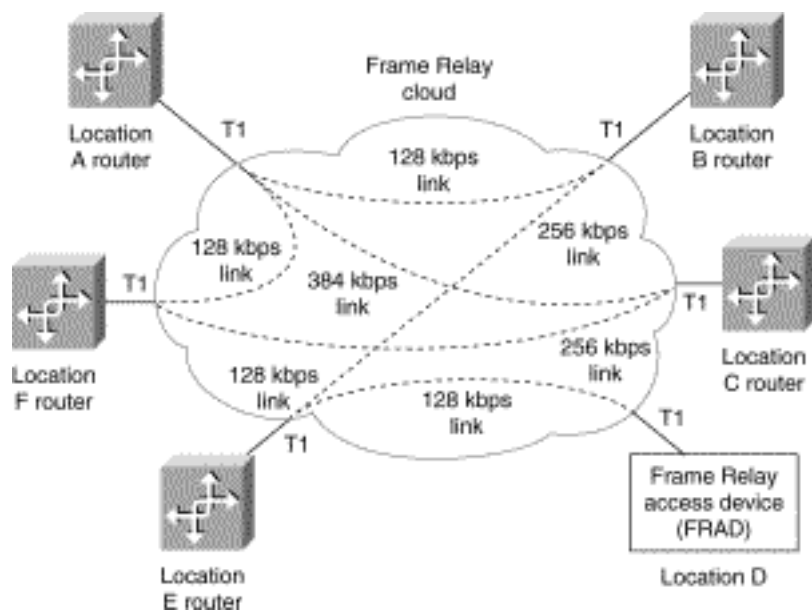 Frame Relay
cloud
T1
T1
Location
A router
Location
B router
128 kbps
link
128 kbps
link
256 kbps
link
384 kbps
link
T1
T1
Location
F router
Location
C router
256 kbps
link
128 kbps
link
128 kbps
link
T1
T1
Frame Relay
access device
(FRAD)
Location
E router
Location D